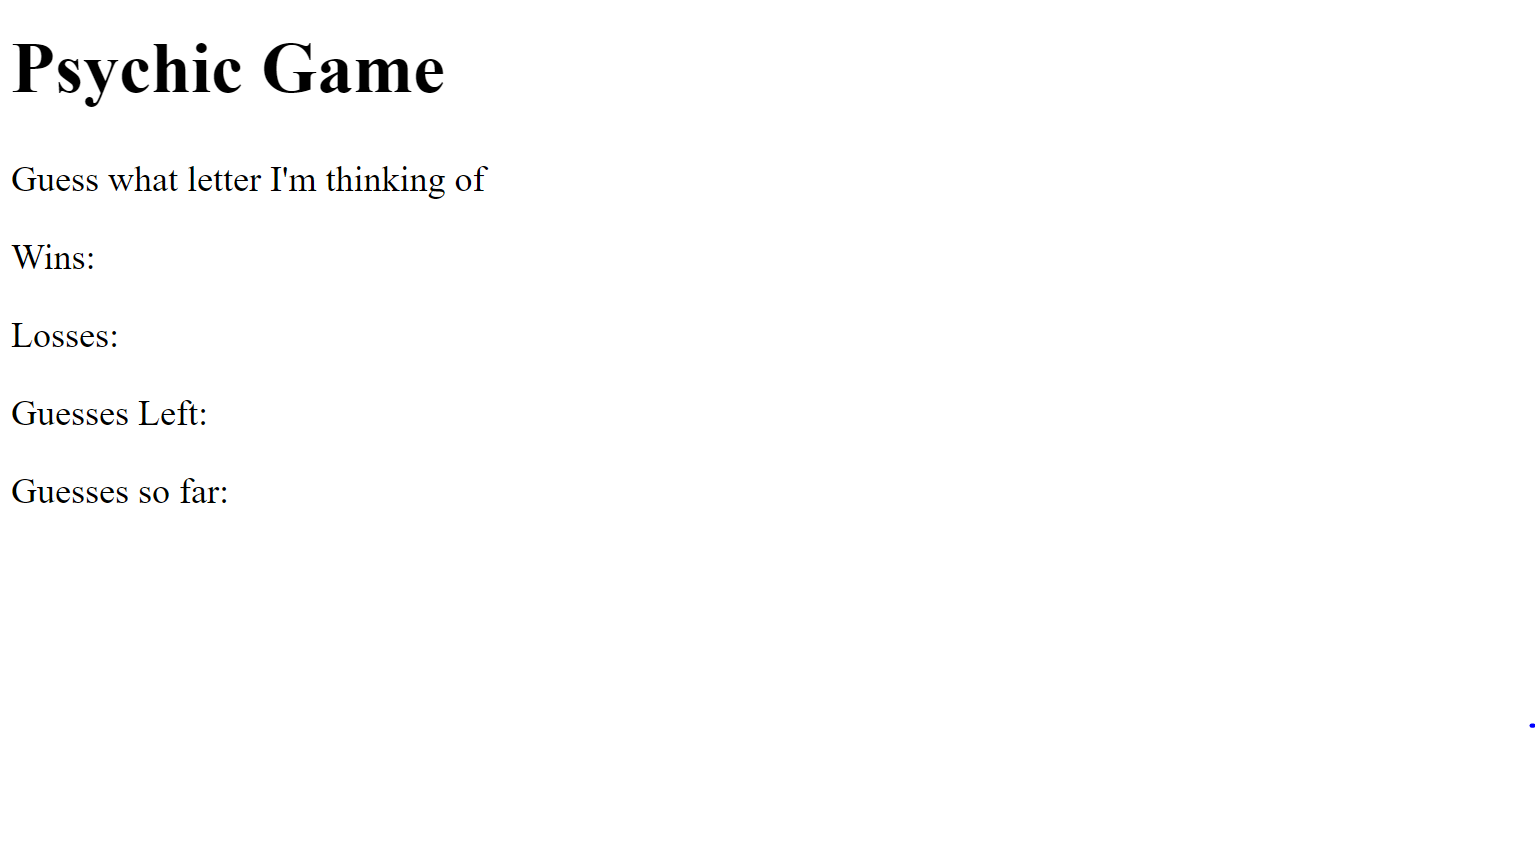 Psychic Game
Guess what letter I'm thinking of
Wins:
Losses:
Guesses Left:
Guesses so far: